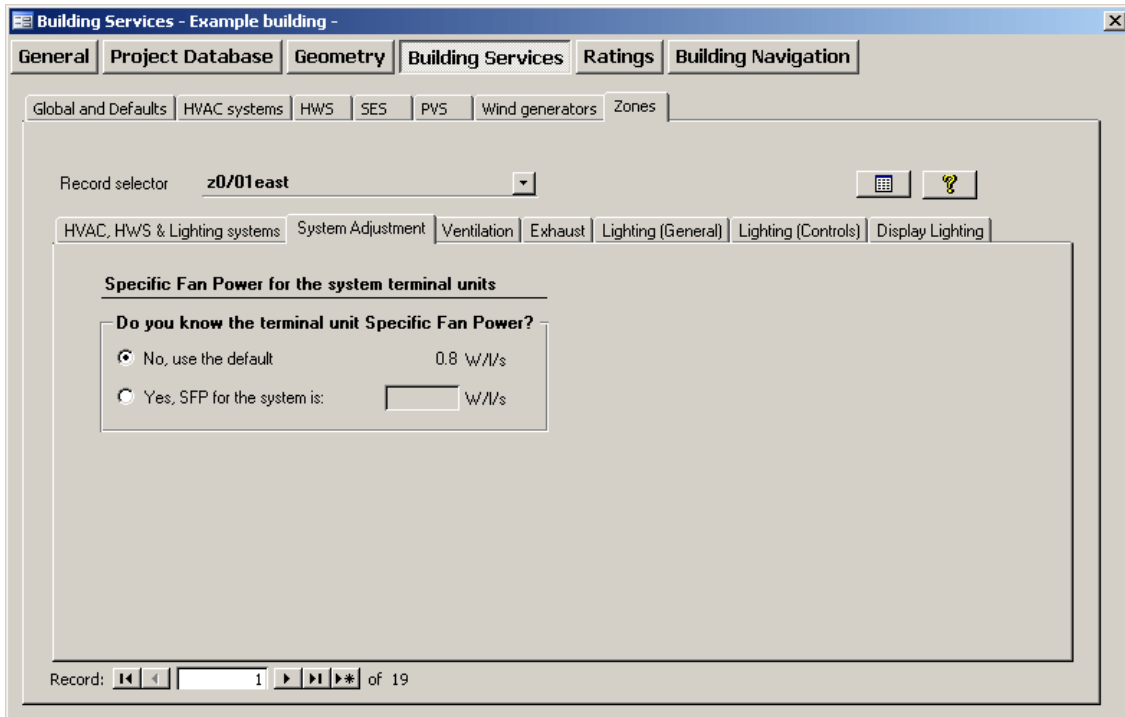 Building Services - Example building -
General Project Database Geometry Building Services Ratings Building Navigation
Global and Defaults HVAC systems HWS SES PVS Wind generators Zones
Record selector z0/01east
HVAC, HWS & Lighting systems System Adjustment Ventilation Exhaust Lighting (General) Lighting (Controls) Display Lighting
Specific Fan Power for the system terminal units
Do you know the terminal unit Specific Fan Power?
No, use the default 0.8 W/l/s
Yes, SFP for the system is: W/l/s
Record: 1 of 19